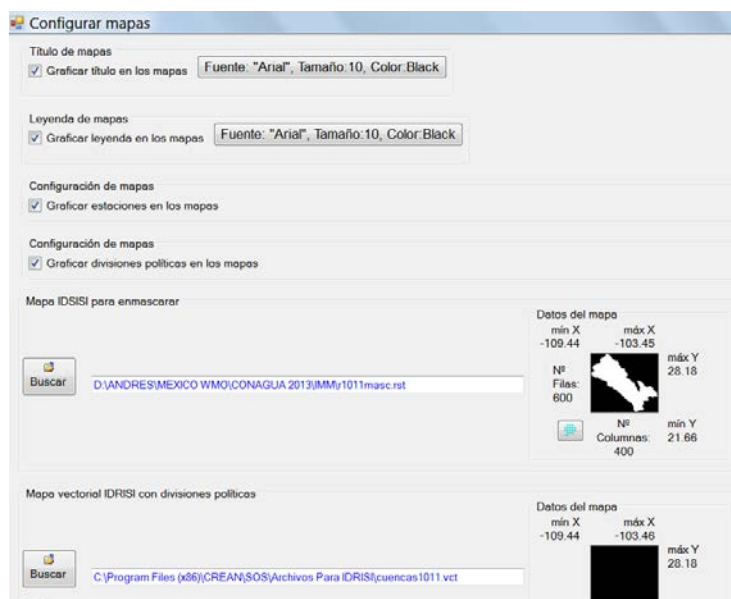 Configurar mapas
Título de mapas
Graficar título en los mapas
Fuente: "Arial", Tamaño:10, Color:Black
Leyenda de mapas
Graficar leyenda en los mapas
Fuente: "Arial", Tamaño:10, Color:Black
Configuración de mapas
Graficar estaciones en los mapas
Configuración de mapas
Graficar divisiones políticas en los mapas
Mapa IDSISI para enmascarar
Buscar
D:\ANDRES\MEXICO WMO\CONAGUA 2013\IMM\r1011masc.rst
Datos del mapa
mín X máx X
-109.44 -103.45
Nº
Filas:
600
máx Y
28.18
Nº
Columnas:
400
mín Y
21.66
Mapa vectorial IDRISI con divisiones políticas
Buscar
C:\Program Files (x86)\CREAN\SOS\Archivos Para IDRISI\cuencas1011.vct
Datos del mapa
mín X máx X
-109.44 -103.46
máx Y
28.18